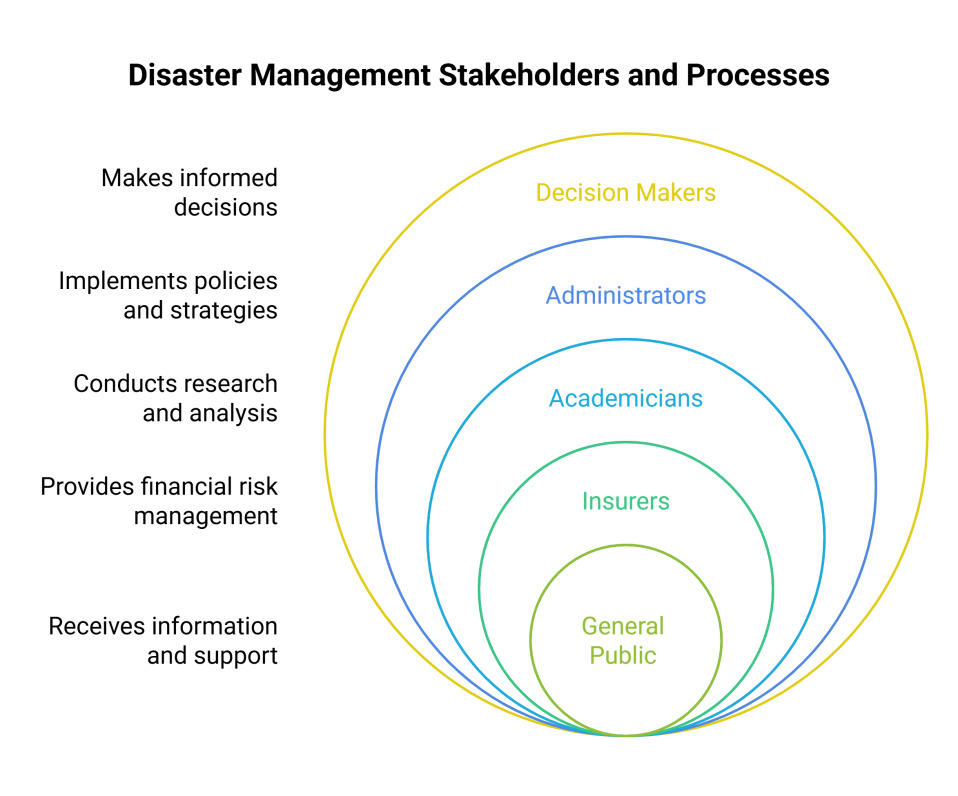 Disaster Management Stakeholders and Processes
Makes informed
decisions
Decision Makers
Implements policies
and strategies
Administrators
Conducts research
and analysis
Academicians
Provides financial risk
management
Insurers
Receives information
and support
General
Public